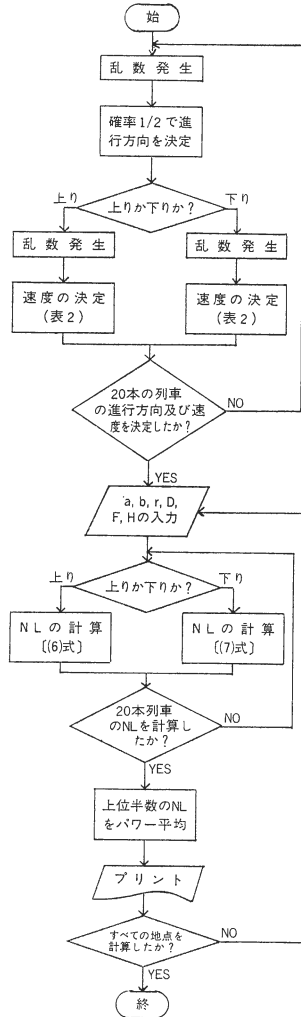 始
乱数発生
確率1/2で進
行方向を決定
上り
下り
上りか下りか?
乱数発生
乱数発生
速度の決定
(表2)
速度の決定
(表2)
20本の列車
の進行方向及び速
度を決定したか?
NO
YES
a, b, r, D,
F, Hの入力
上り
下り
上りか下りか?
NLの計算
〔(6)式〕
NLの計算
〔(7)式〕
20本列車
のNLを計算し
たか?
NO
YES
上位半数のNL
をパワー平均
プリント
すべての地点を
計算したか?
NO
YES
終